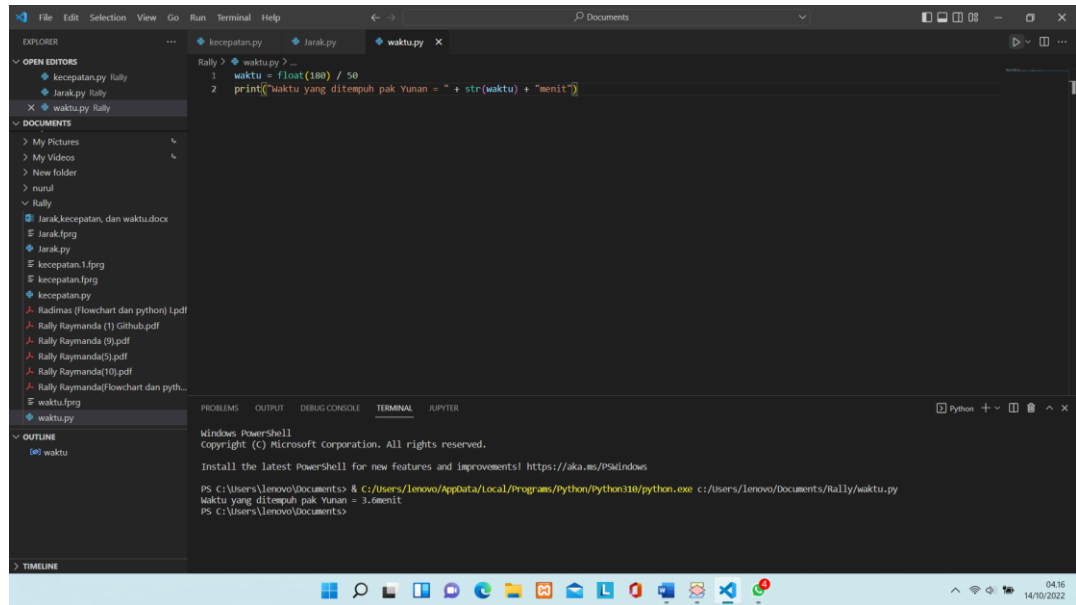 File Edit Selection View Go Run Terminal Help
Documents
EXPLORER
kecepatan.py
Jarak.py
waktu.py
OPEN EDITORS
kecepatan.py Rally
Jarak.py Rally
waktu.py Rally
DOCUMENTS
My Pictures
My Videos
New folder
nurul
Rally
Jarak,kecepatan, dan waktu.docx
Jarak.fprg
Jarak.py
kecepatan.1.fprg
kecepatan.fprg
kecepatan.py
Radimas (Flowchart dan python) I.pdf
Rally Raymanda (1) Github.pdf
Rally Raymanda (9).pdf
Rally Raymanda(5).pdf
Rally Raymanda(10).pdf
Rally Raymanda(Flowchart dan pyth...
waktu.fprg
waktu.py
OUTLINE
waktu
TIMELINE
Rally > waktu.py > ...
1 waktu = float(180) / 50
2 print("Waktu yang ditempuh pak Yunan = " + str(waktu) + "menit")
PROBLEMS OUTPUT DEBUG CONSOLE TERMINAL JUPYTER
Python
Windows PowerShell
Copyright (C) Microsoft Corporation. All rights reserved.
Install the latest PowerShell for new features and improvements! https://aka.ms/PSWindows
PS C:\Users\lenovo\Documents> & C:/Users/lenovo/AppData/Local/Programs/Python/Python310/python.exe c:/Users/lenovo/Documents/Rally/waktu.py
Waktu yang ditempuh pak Yunan = 3.6menit
PS C:\Users\lenovo\Documents>
4
04.16
14/10/2022